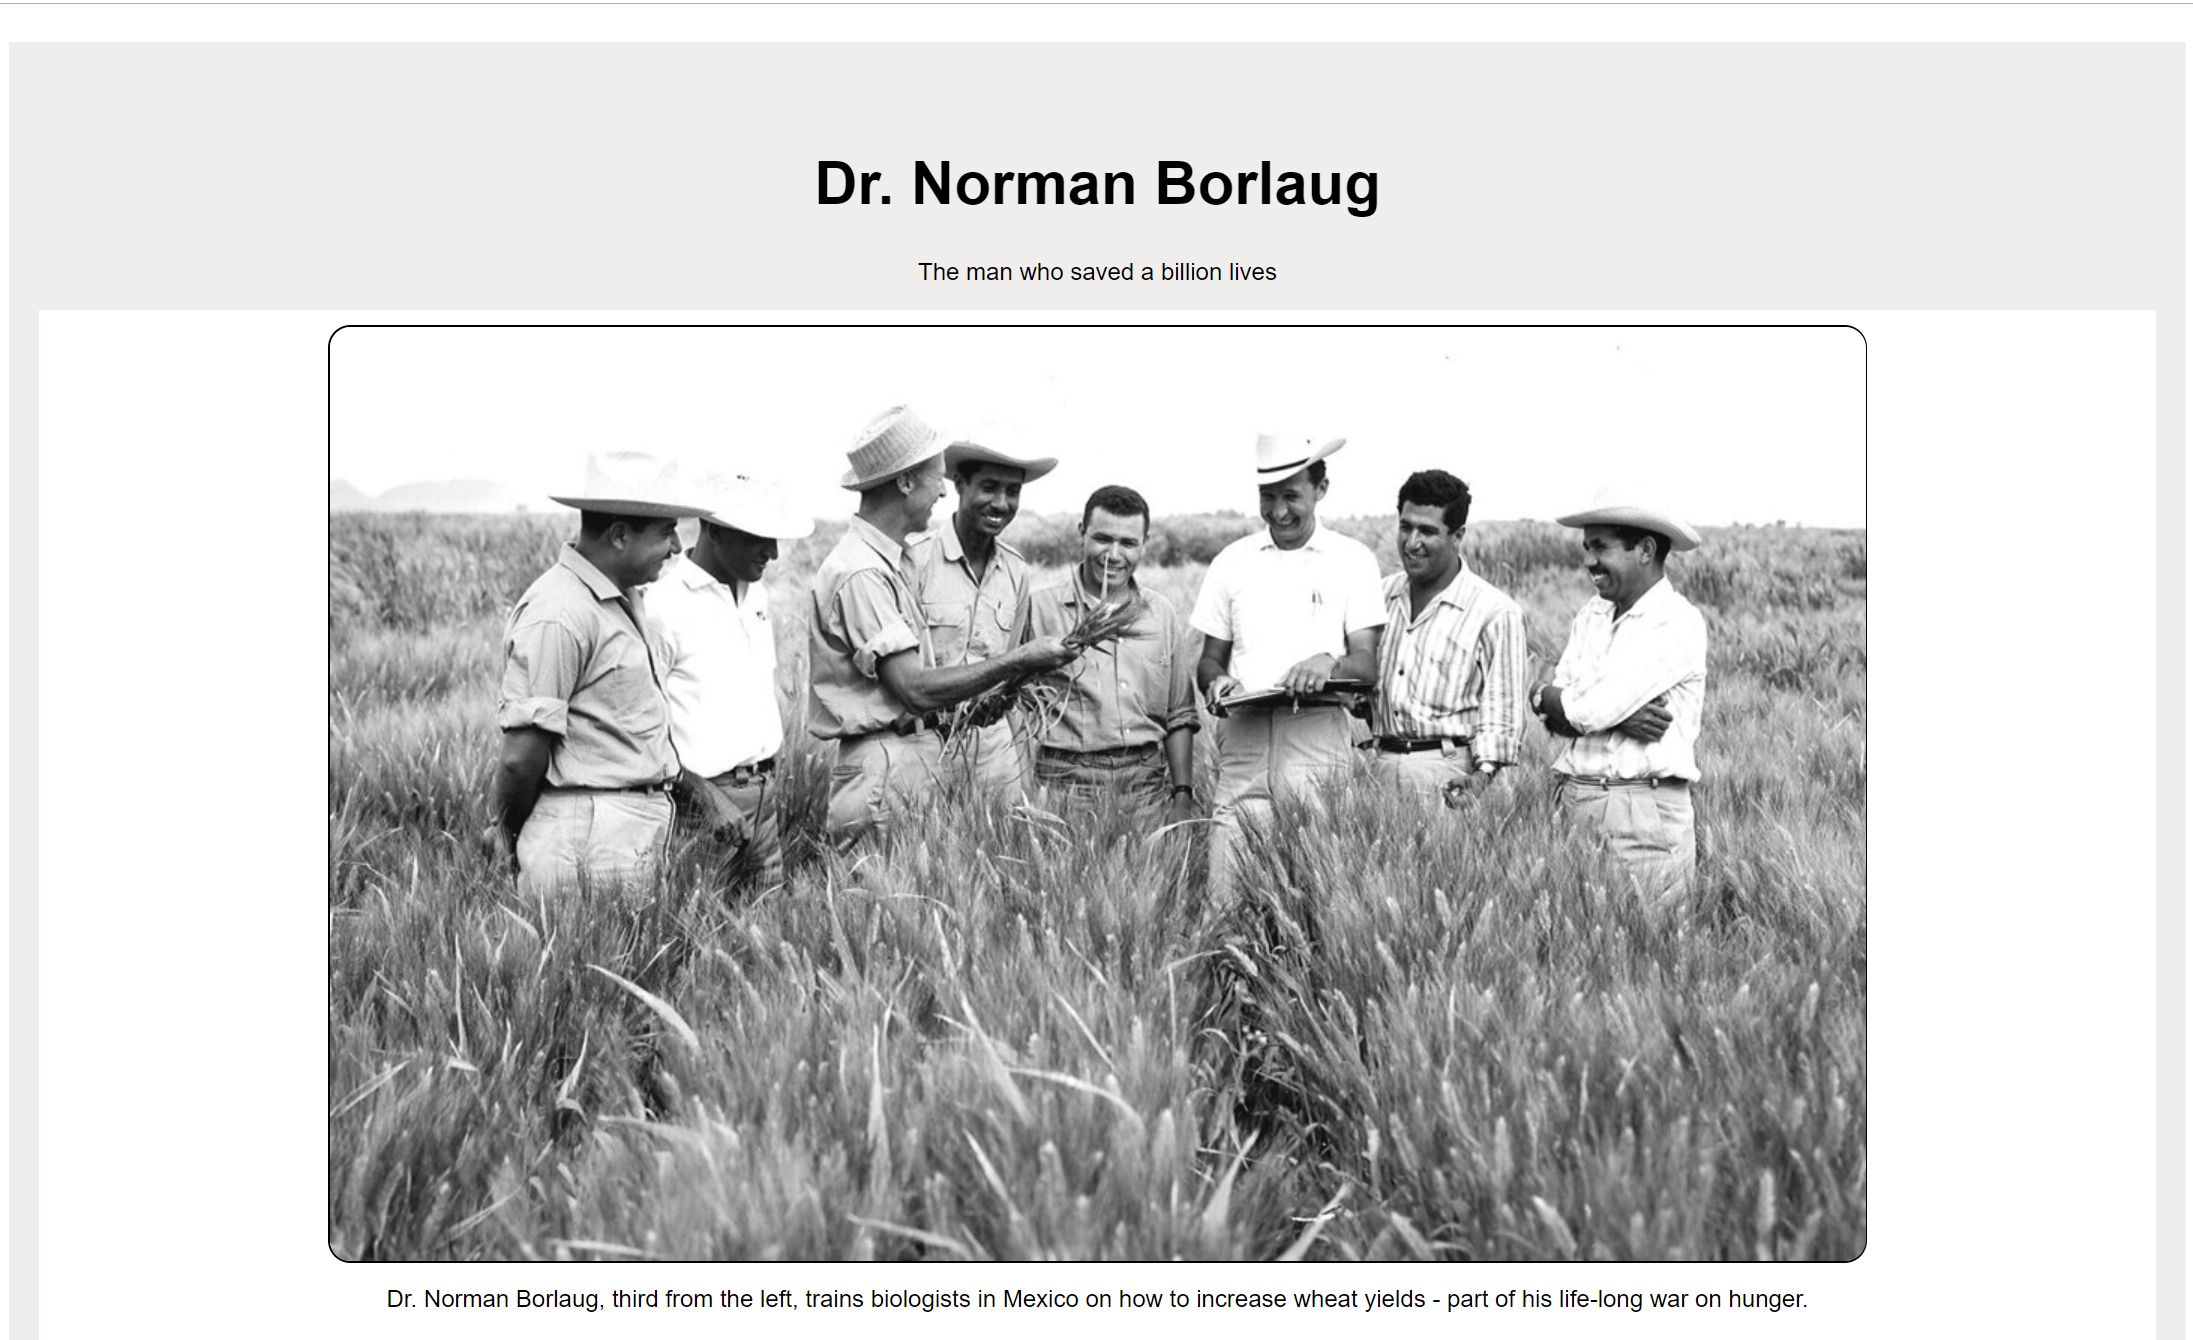 Dr. Norman Borlaug
The man who saved a billion lives
Dr. Norman Borlaug, third from the left, trains biologists in Mexico on how to increase wheat yields - part of his life-long war on hunger.